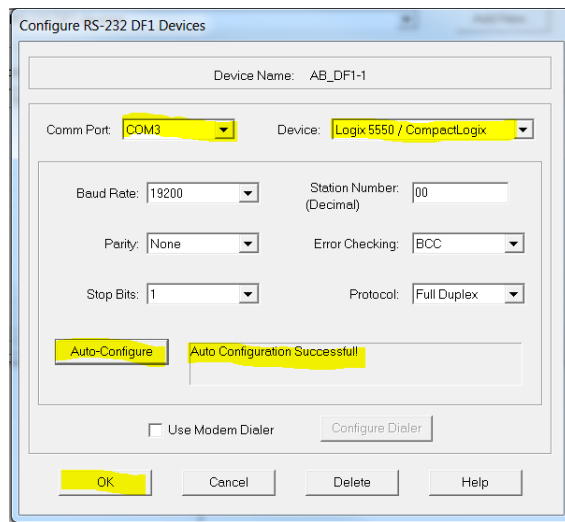 Configure RS-232 DF1 Devices
Device Name: AB_DF1-1
Comm Port: COM3 Device: Logix 5550 / CompactLogix
Baud Rate: 19200 Station Number: 00
(Decimal)
Parity: None Error Checking: BCC
Stop Bits: 1 Protocol: Full Duplex
Auto-Configure Auto Configuration Successful!
Use Modem Dialer Configure Dialer
OK Cancel Delete Help